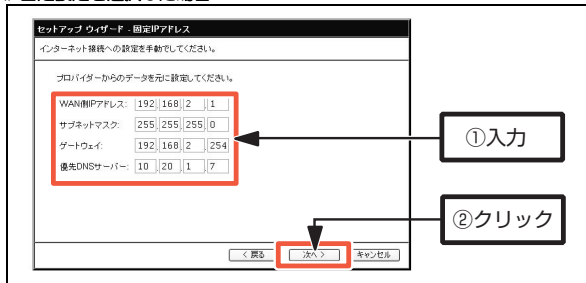 セットアップ ウィザード - 固定IPアドレス
インターネット接続への設定を手動でしてください。
プロバイダーからのデータを元に設定してください。
WAN側IPアドレス: 192 . 168 . 2 . 1
サブネットマスク: 255 . 255 . 255 . 0
ゲートウェイ: 192 . 168 . 2 . 254
優先DNSサーバー: 10 . 20 . 1 . 7
①入力
②クリック
< 戻る 次へ > キャンセル